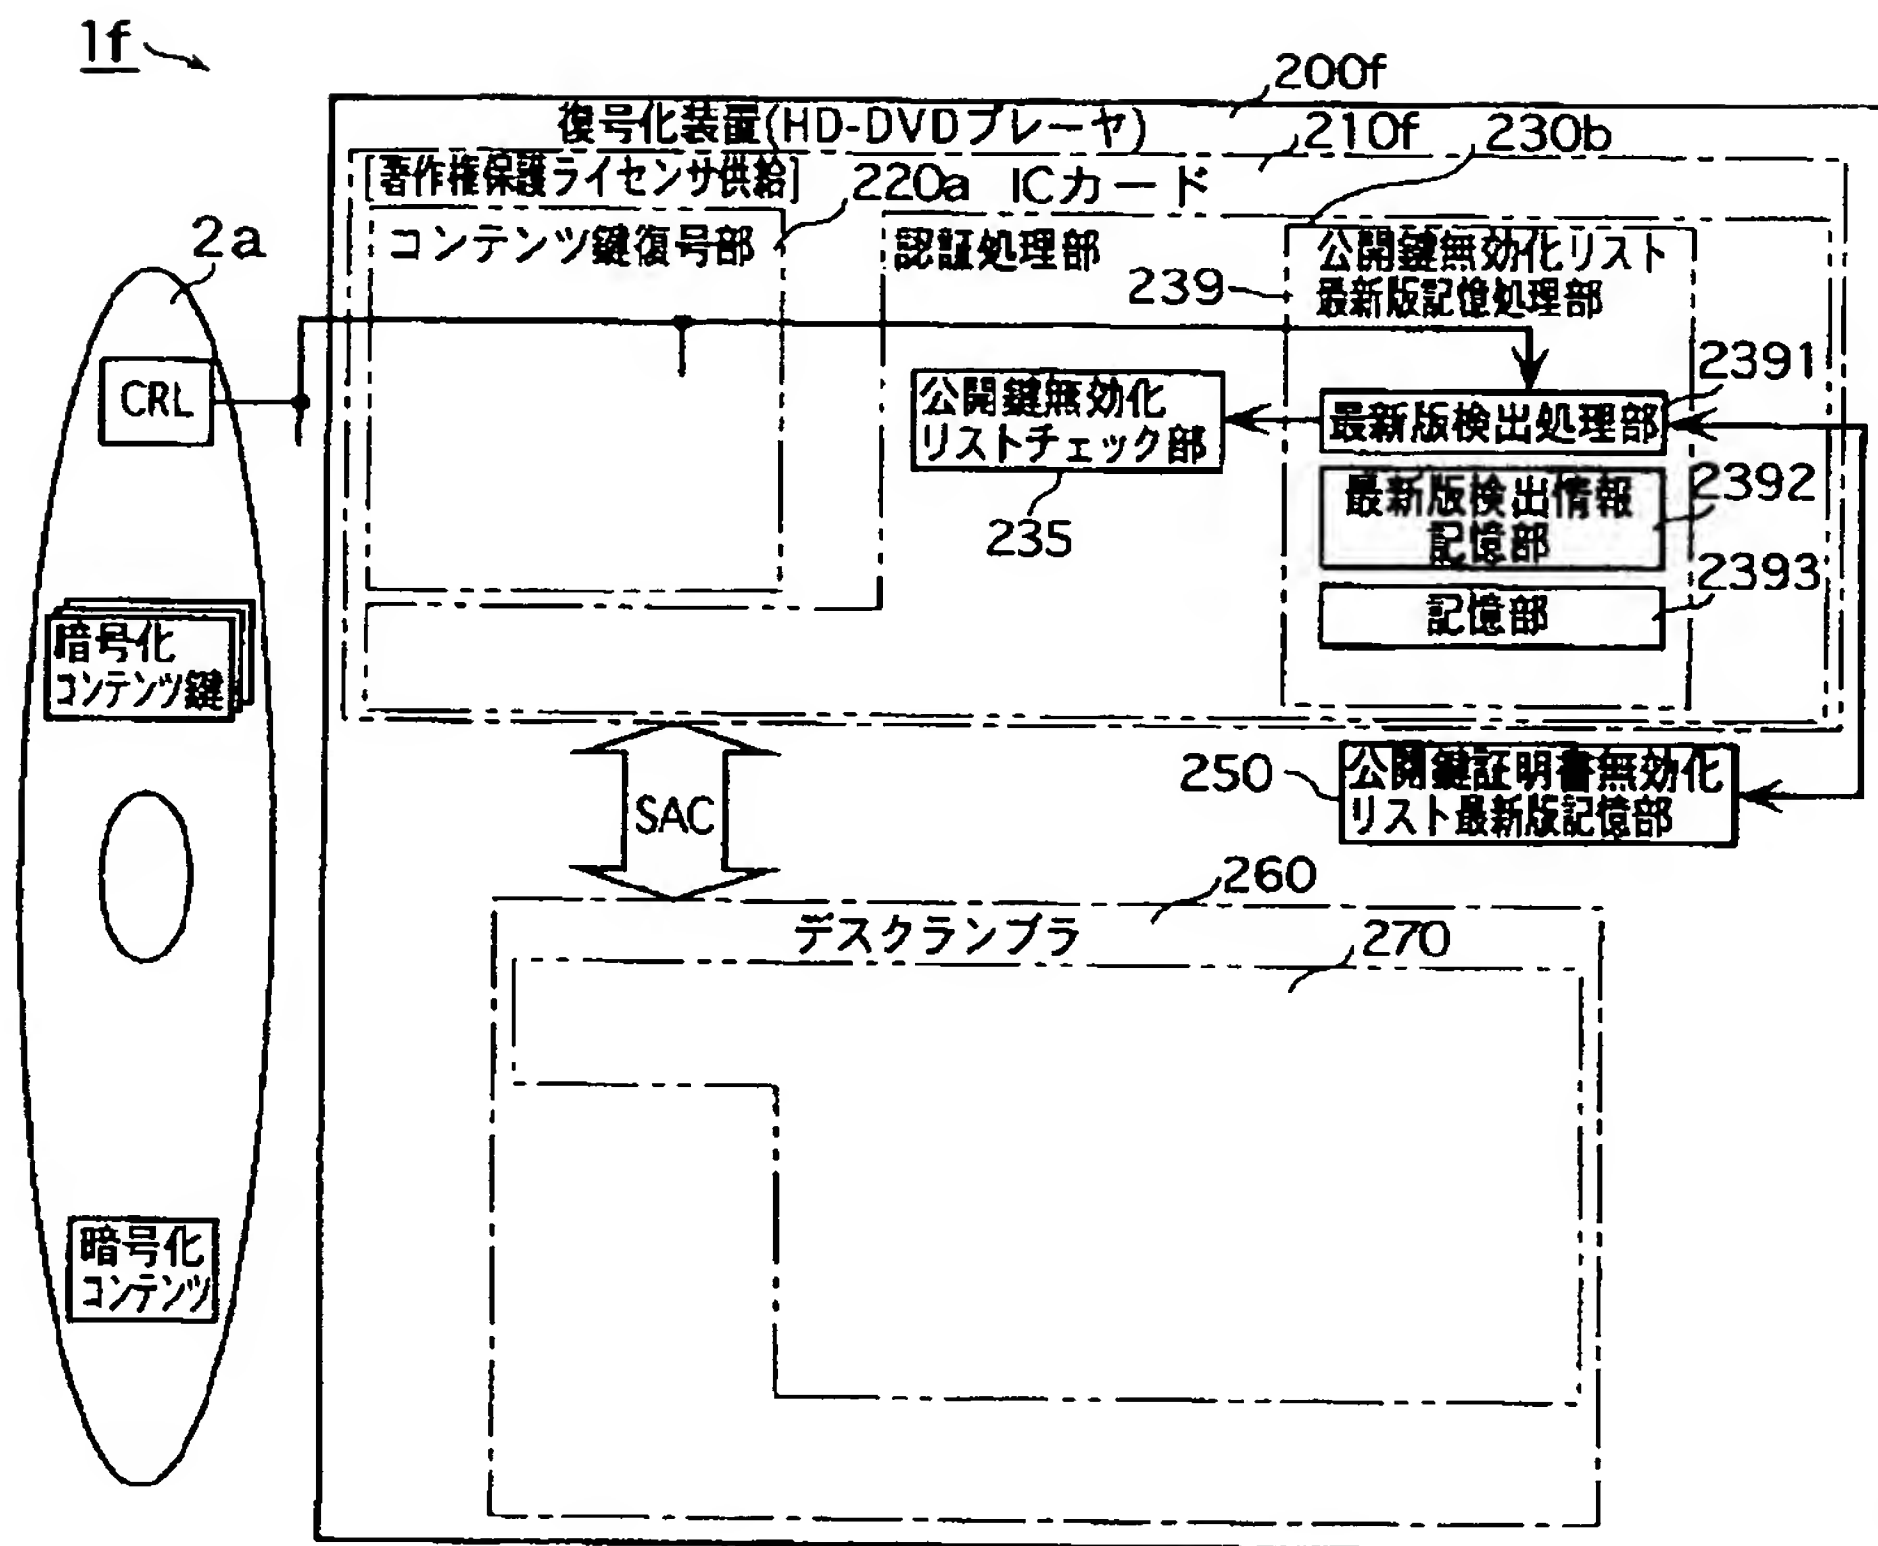 1f
200f
復号化装置(HD-DVDプレーヤ)
210f
230b
[著作権保護ライセンサ供給]
220a
ICカード
2a
コンテンツ鍵復号部
認証処理部
公開鍵無効化リスト
最新版記憶処理部
239
CRL
公開鍵無効化
リストチェック部
235
2391
最新版検出処理部
2392
最新版検出情報
記憶部
2393
記憶部
暗号化
コンテンツ鍵
SAC
250
公開鍵証明書無効化
リスト最新版記憶部
260
デスクランブラ
270
暗号化
コンテンツ